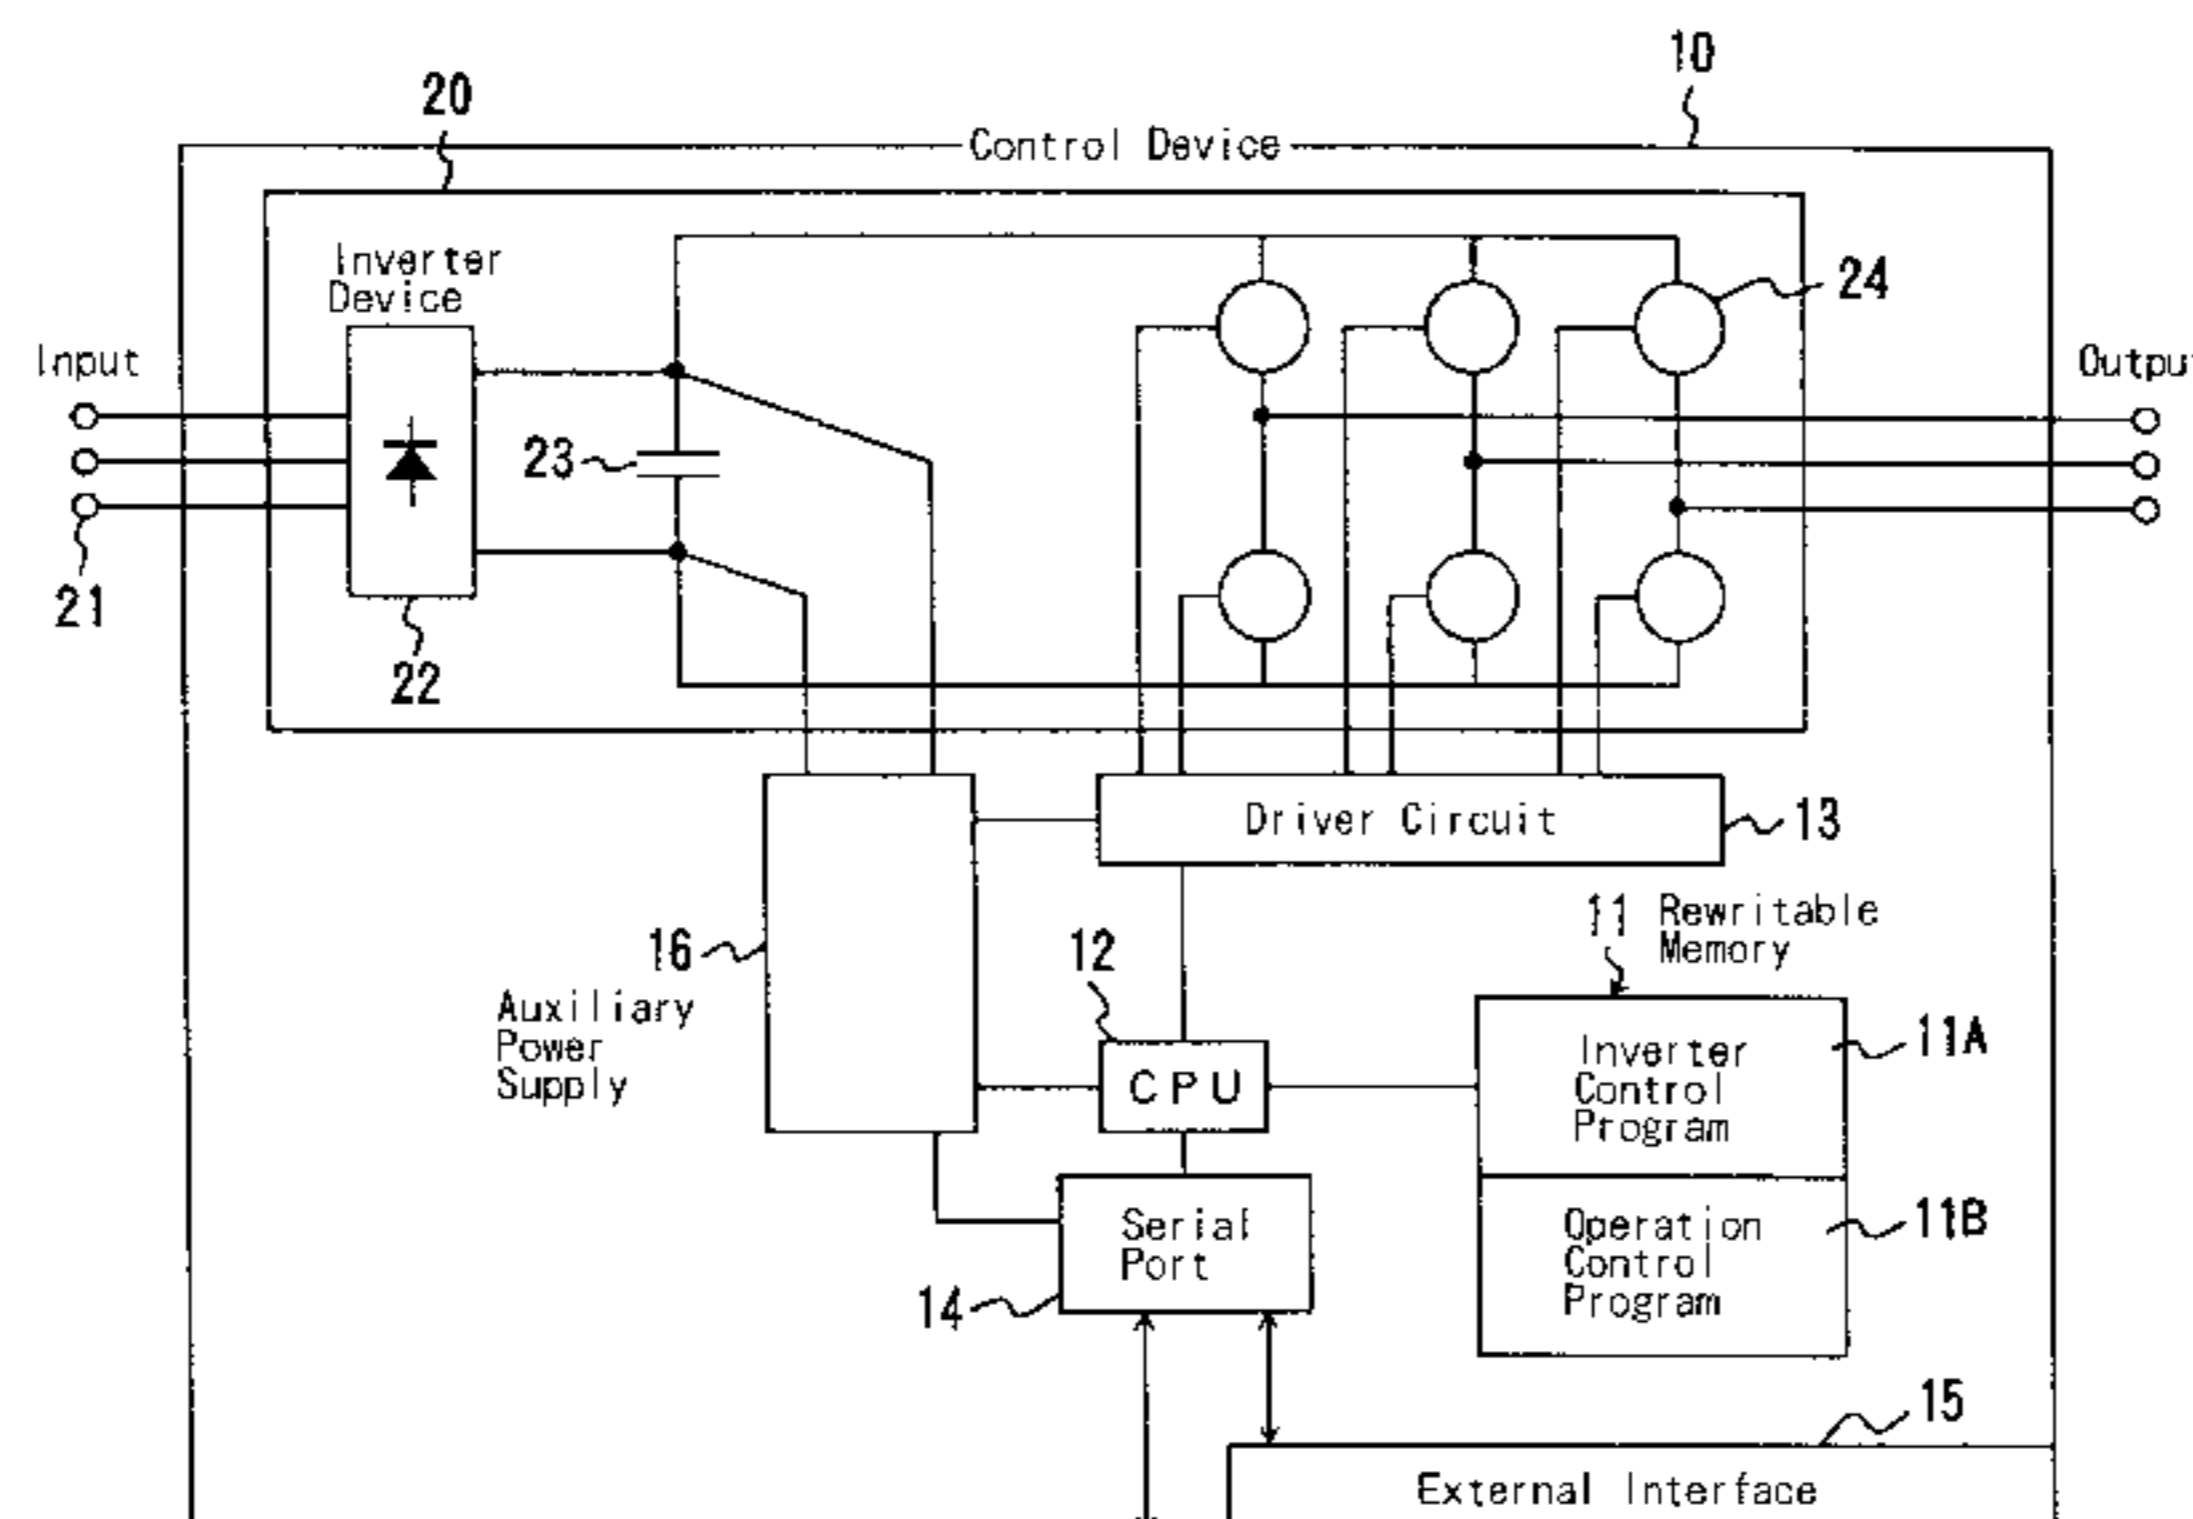 10
20
Control Device
Inverter
Device
24
Input
Outpu
23
21
22
Driver Circuit
13
11 Rewritable
Memory
16
12
Auxiliary
Power
Supply
CPU
Inverter
Control
Program
11A
Serial
Port
Operation
Control
Program
11B
14
15
External Interface